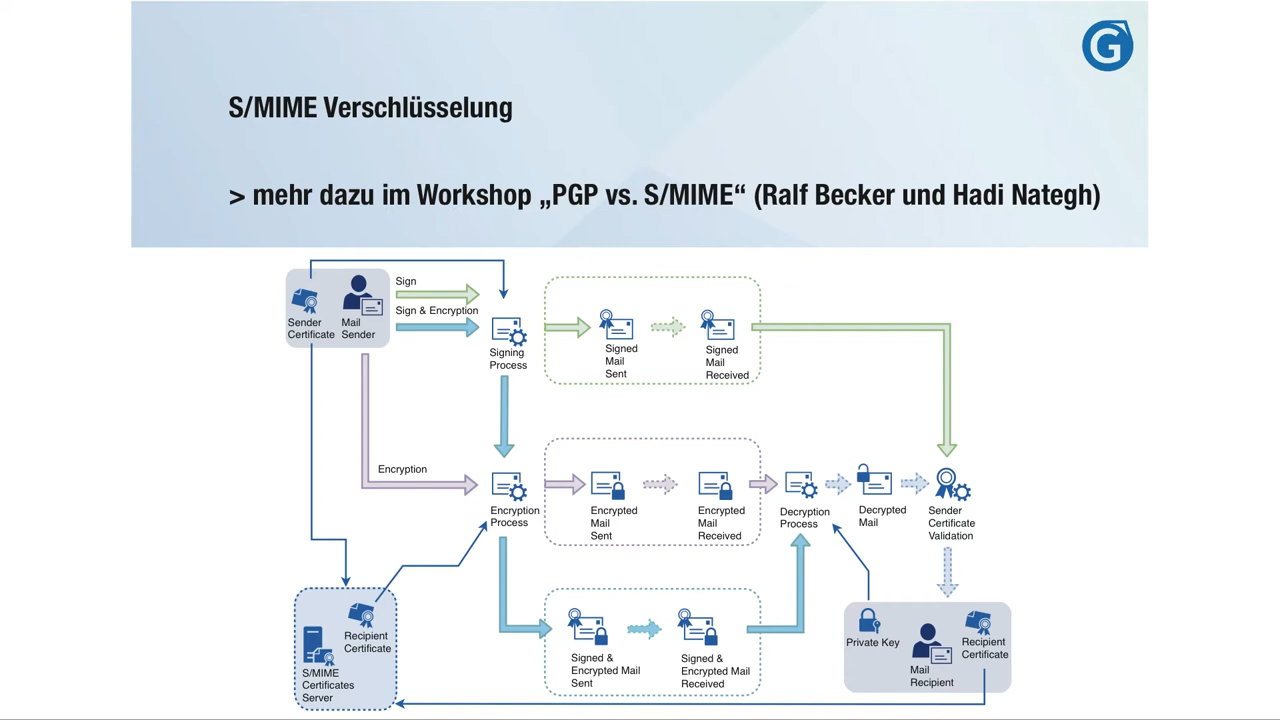 G
S/MIME Verschlüsselung
> mehr dazu im Workshop „PGP vs. S/MIME“ (Ralf Becker und Hadi Nategh)
Sign
Sign & Encryption
Sender
Certificate
Mail
Sender
Signing
Process
Signed
Mail
Sent
Signed
Mail
Received
Encryption
Encryption
Process
Encrypted
Mail
Sent
Encrypted
Mail
Received
Decryption
Process
Decrypted
Mail
Sender
Certificate
Validation
Recipient
Certificate
S/MIME
Certificates
Server
Signed &
Encrypted Mail
Sent
Signed &
Encrypted Mail
Received
Private Key
Mail
Recipient
Recipient
Certificate